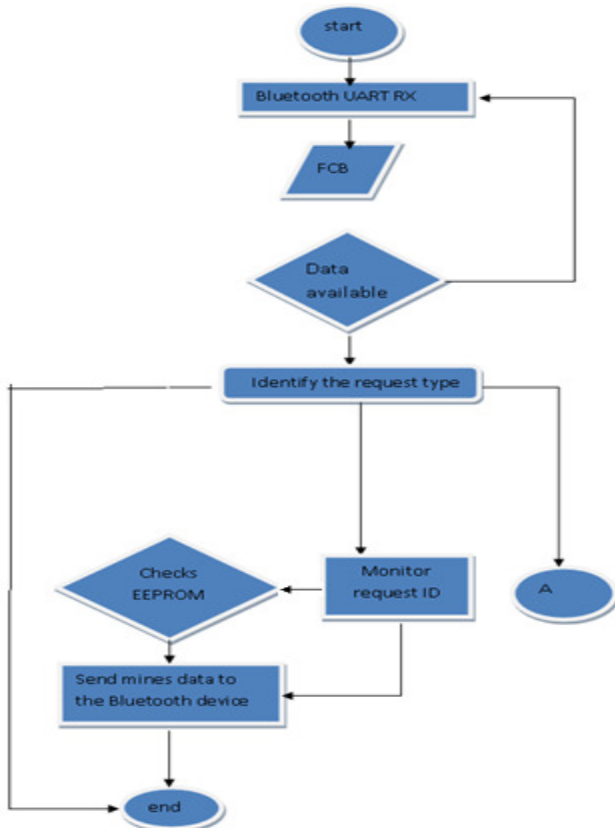 start
Bluetooth UART RX
FCB
Data
available
Identify the request type
Checks
EEPROM
Monitor
request ID
A
Send mines data to
the Bluetooth device
end